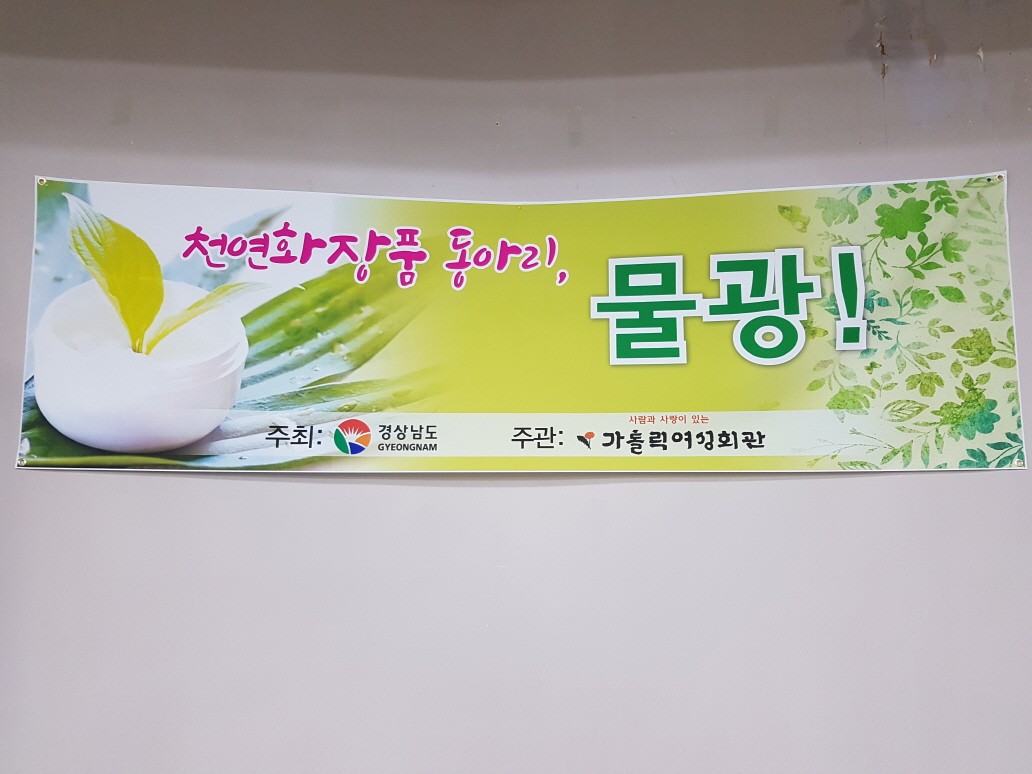 천연화장품 동아리,
물광!
주최: 경상남도
GYEONGNAM
주관: 사람과 사랑이 있는
가톨릭여성회관